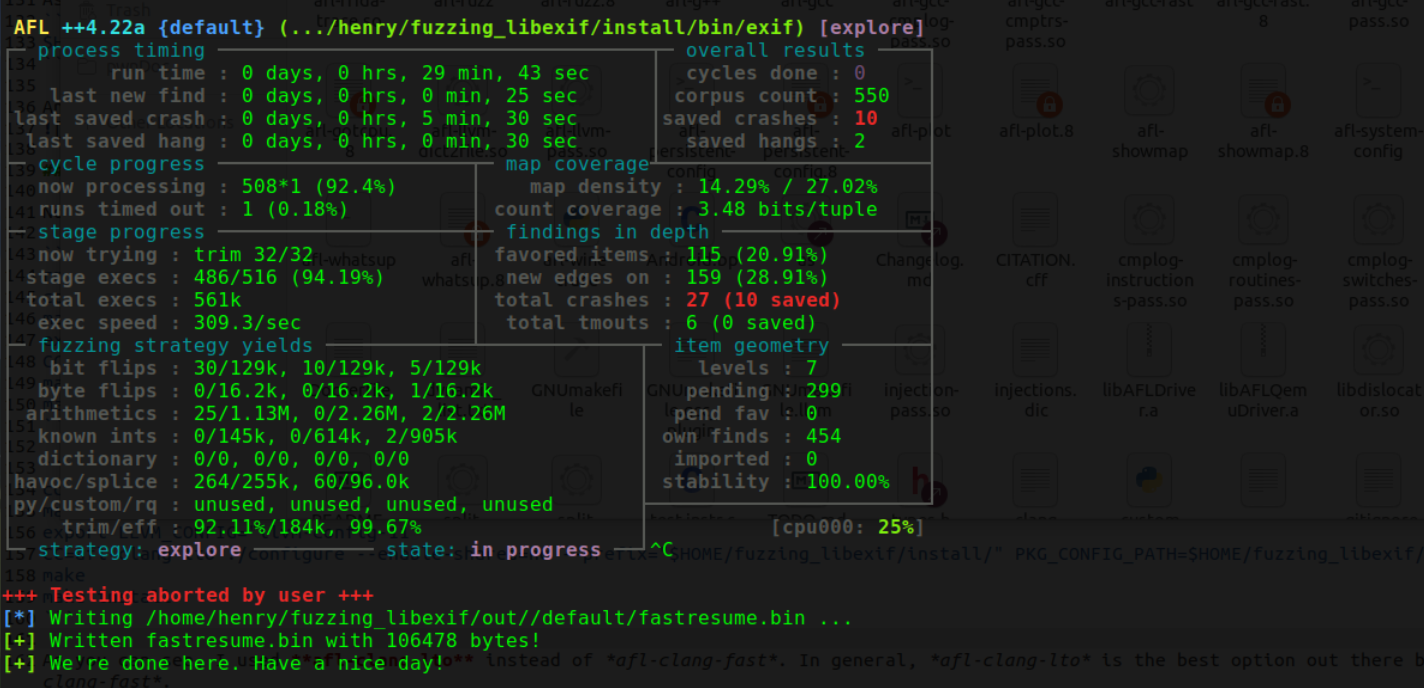 AFL ++4.22a {default} (.../henry/fuzzing_libexif/install/bin/exif) [explore]
process timing overall results
run time : 0 days, 0 hrs, 29 min, 43 sec cycles done : 0
last new find : 0 days, 0 hrs, 0 min, 25 sec corpus count : 550
last saved crash : 0 days, 0 hrs, 5 min, 30 sec saved crashes : 10
last saved hang : 0 days, 0 hrs, 0 min, 30 sec saved hangs : 2
cycle progress map coverage
now processing : 508*1 (92.4%) map density : 14.29% / 27.02%
runs timed out : 1 (0.18%) count coverage : 3.48 bits/tuple
stage progress findings in depth
now trying : trim 32/32 favored items : 115 (20.91%)
stage execs : 486/516 (94.19%) new edges on : 159 (28.91%)
total execs : 561k total crashes : 27 (10 saved)
exec speed : 309.3/sec total tmouts : 6 (0 saved)
fuzzing strategy yields item geometry
bit flips : 30/129k, 10/129k, 5/129k levels : 7
byte flips : 0/16.2k, 0/16.2k, 1/16.2k pending : 299
arithmetics : 25/1.13M, 0/2.26M, 2/2.26M pend fav : 0
known ints : 0/145k, 0/614k, 2/905k own finds : 454
dictionary : 0/0, 0/0, 0/0, 0/0 imported : 0
havoc/splice : 264/255k, 60/96.0k stability : 100.00%
py/custom/rq : unused, unused, unused, unused
trim/eff : 92.11%/184k, 99.67% [cpu000: 25%]
strategy: explore state: in progress ^C
+++ Testing aborted by user +++
[*] Writing /home/henry/fuzzing_libexif/out//default/fastresume.bin ...
[+] Written fastresume.bin with 106478 bytes!
[+] We're done here. Have a nice day!